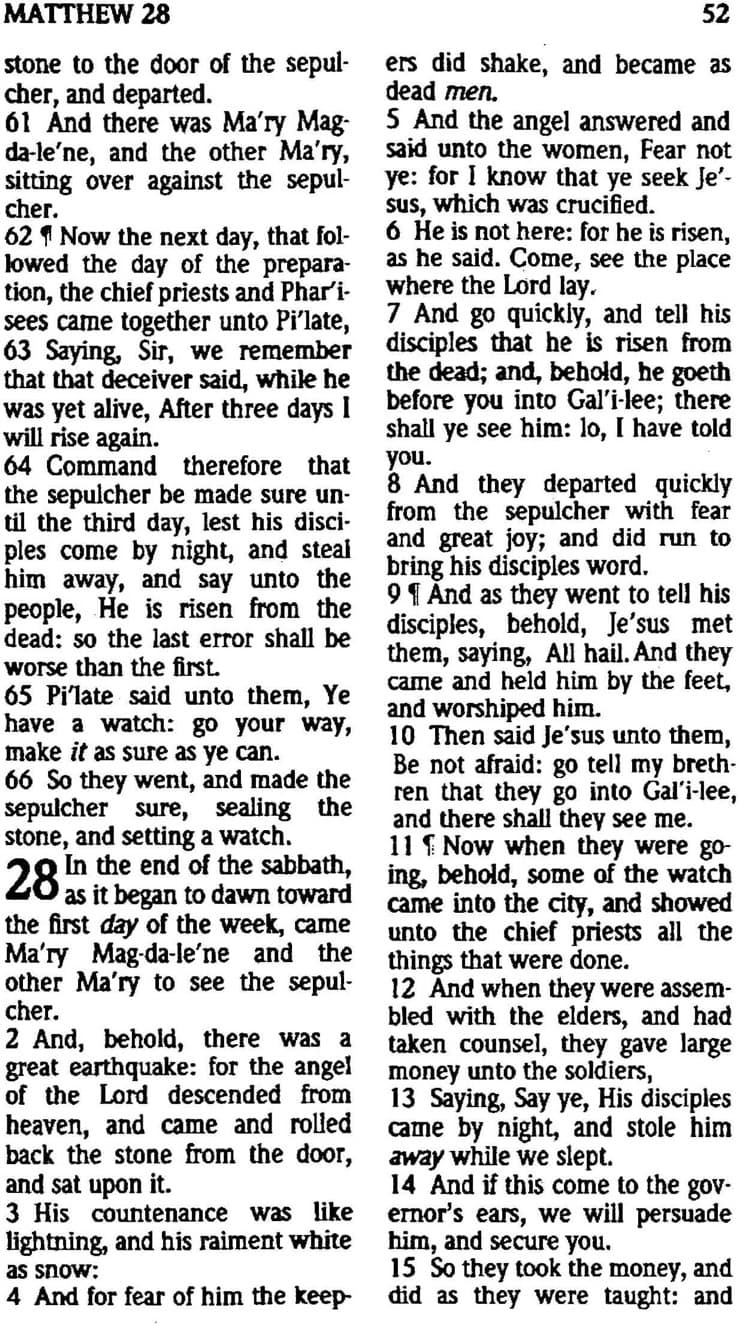 MATTHEW 28
52
stone to the door of the sepul-
cher, and departed.
61 And there was Ma'ry Mag-
da-le'ne, and the other Ma'ry,
sitting over against the sepul-
cher.
62 ¶ Now the next day, that fol-
lowed the day of the prepara-
tion, the chief priests and Phar'i-
sees came together unto Pi'late,
63 Saying, Sir, we remember
that that deceiver said, while he
was yet alive, After three days I
will rise again.
64 Command therefore that
the sepulcher be made sure un-
til the third day, lest his disci-
ples come by night, and steal
him away, and say unto the
people, He is risen from the
dead: so the last error shall be
worse than the first.
65 Pi'late said unto them, Ye
have a watch: go your way,
make it as sure as ye can.
66 So they went, and made the
sepulcher sure, sealing the
stone, and setting a watch.
28 In the end of the sabbath,
as it began to dawn toward
the first day of the week, came
Ma'ry Mag-da-le'ne and the
other Ma'ry to see the sepul-
cher.
2 And, behold, there was a
great earthquake: for the angel
of the Lord descended from
heaven, and came and rolled
back the stone from the door,
and sat upon it.
3 His countenance was like
lightning, and his raiment white
as snow:
4 And for fear of him the keep-
ers did shake, and became as
dead men.
5 And the angel answered and
said unto the women, Fear not
ye: for I know that ye seek Je'-
sus, which was crucified.
6 He is not here: for he is risen,
as he said. Come, see the place
where the Lord lay.
7 And go quickly, and tell his
disciples that he is risen from
the dead; and, behold, he goeth
before you into Gal'i-lee; there
shall ye see him: lo, I have told
you.
8 And they departed quickly
from the sepulcher with fear
and great joy; and did run to
bring his disciples word.
9 ¶ And as they went to tell his
disciples, behold, Je'sus met
them, saying, All hail. And they
came and held him by the feet,
and worshiped him.
10 Then said Je'sus unto them,
Be not afraid: go tell my breth-
ren that they go into Gal'i-lee,
and there shall they see me.
11 ¶ Now when they were go-
ing, behold, some of the watch
came into the city, and showed
unto the chief priests all the
things that were done.
12 And when they were assem-
bled with the elders, and had
taken counsel, they gave large
money unto the soldiers,
13 Saying, Say ye, His disciples
came by night, and stole him
away while we slept.
14 And if this come to the gov-
ernor's ears, we will persuade
him, and secure you.
15 So they took the money, and
did as they were taught: and